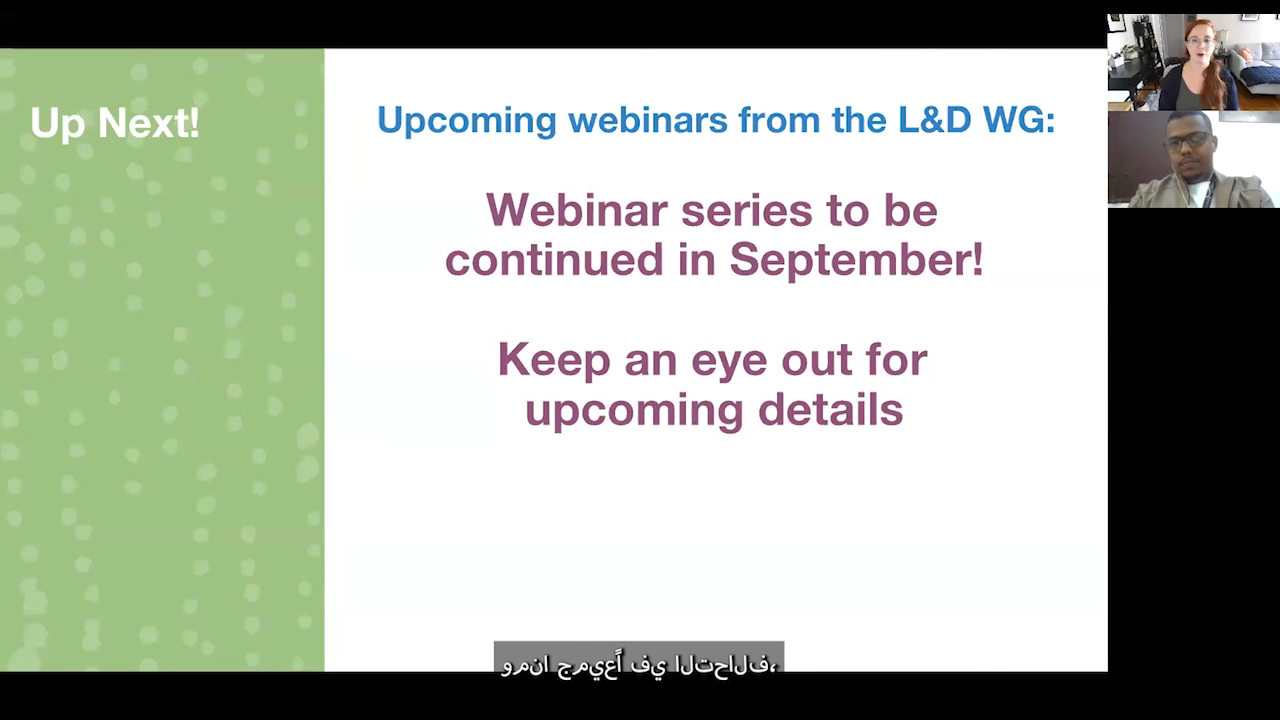 Up Next!
Upcoming webinars from the L&D WG:
Webinar series to be
continued in September!
Keep an eye out for
upcoming details
ومنا جميعاً في التحالف،